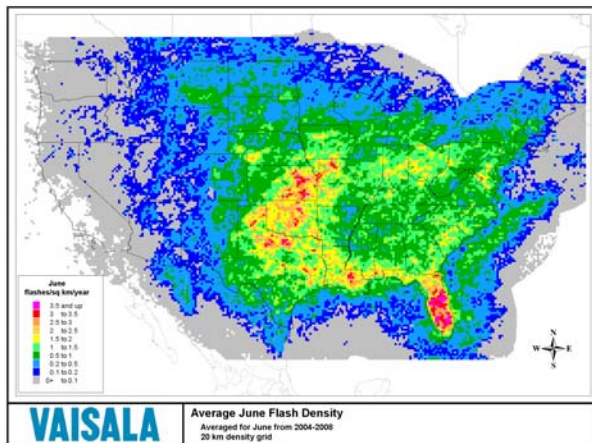 June
flashes/sq km/year
3.5 and up
3 to 3.5
2.5 to 3
2 to 2.5
1.5 to 2
1 to 1.5
0.5 to 1
0.2 to 0.5
0.1 to 0.2
0+ to 0.1
N
W E
S
VAISALA
Average June Flash Density
Averaged for June from 2004-2008
20 km density grid